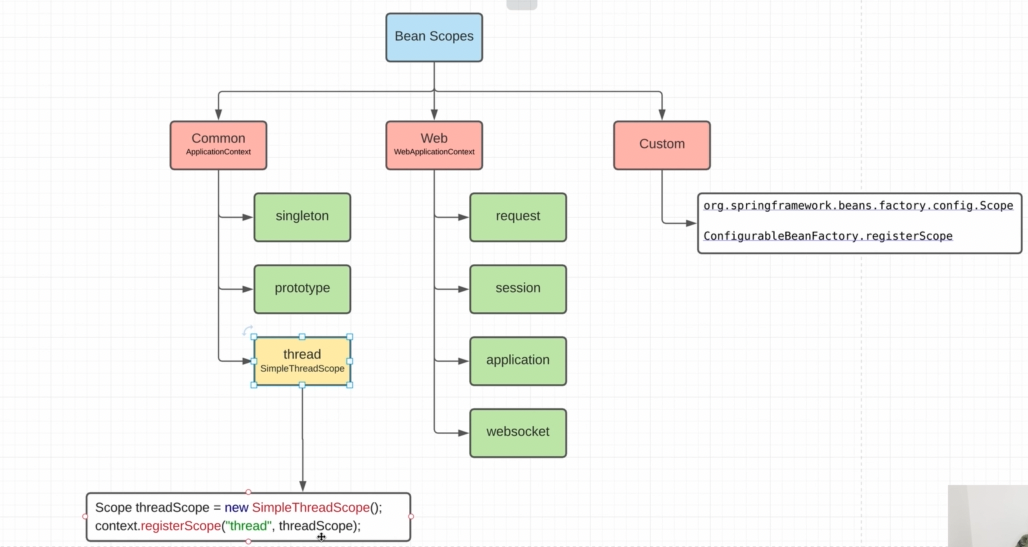 Bean Scopes
Common
ApplicationContext
Web
WebApplicationContext
Custom
singleton
request
org.springframework.beans.factory.config.Scope
ConfigurableBeanFactory.registerScope
prototype
session
thread
SimpleThreadScope
application
websocket
Scope threadScope = new SimpleThreadScope();
context.registerScope("thread", threadScope);